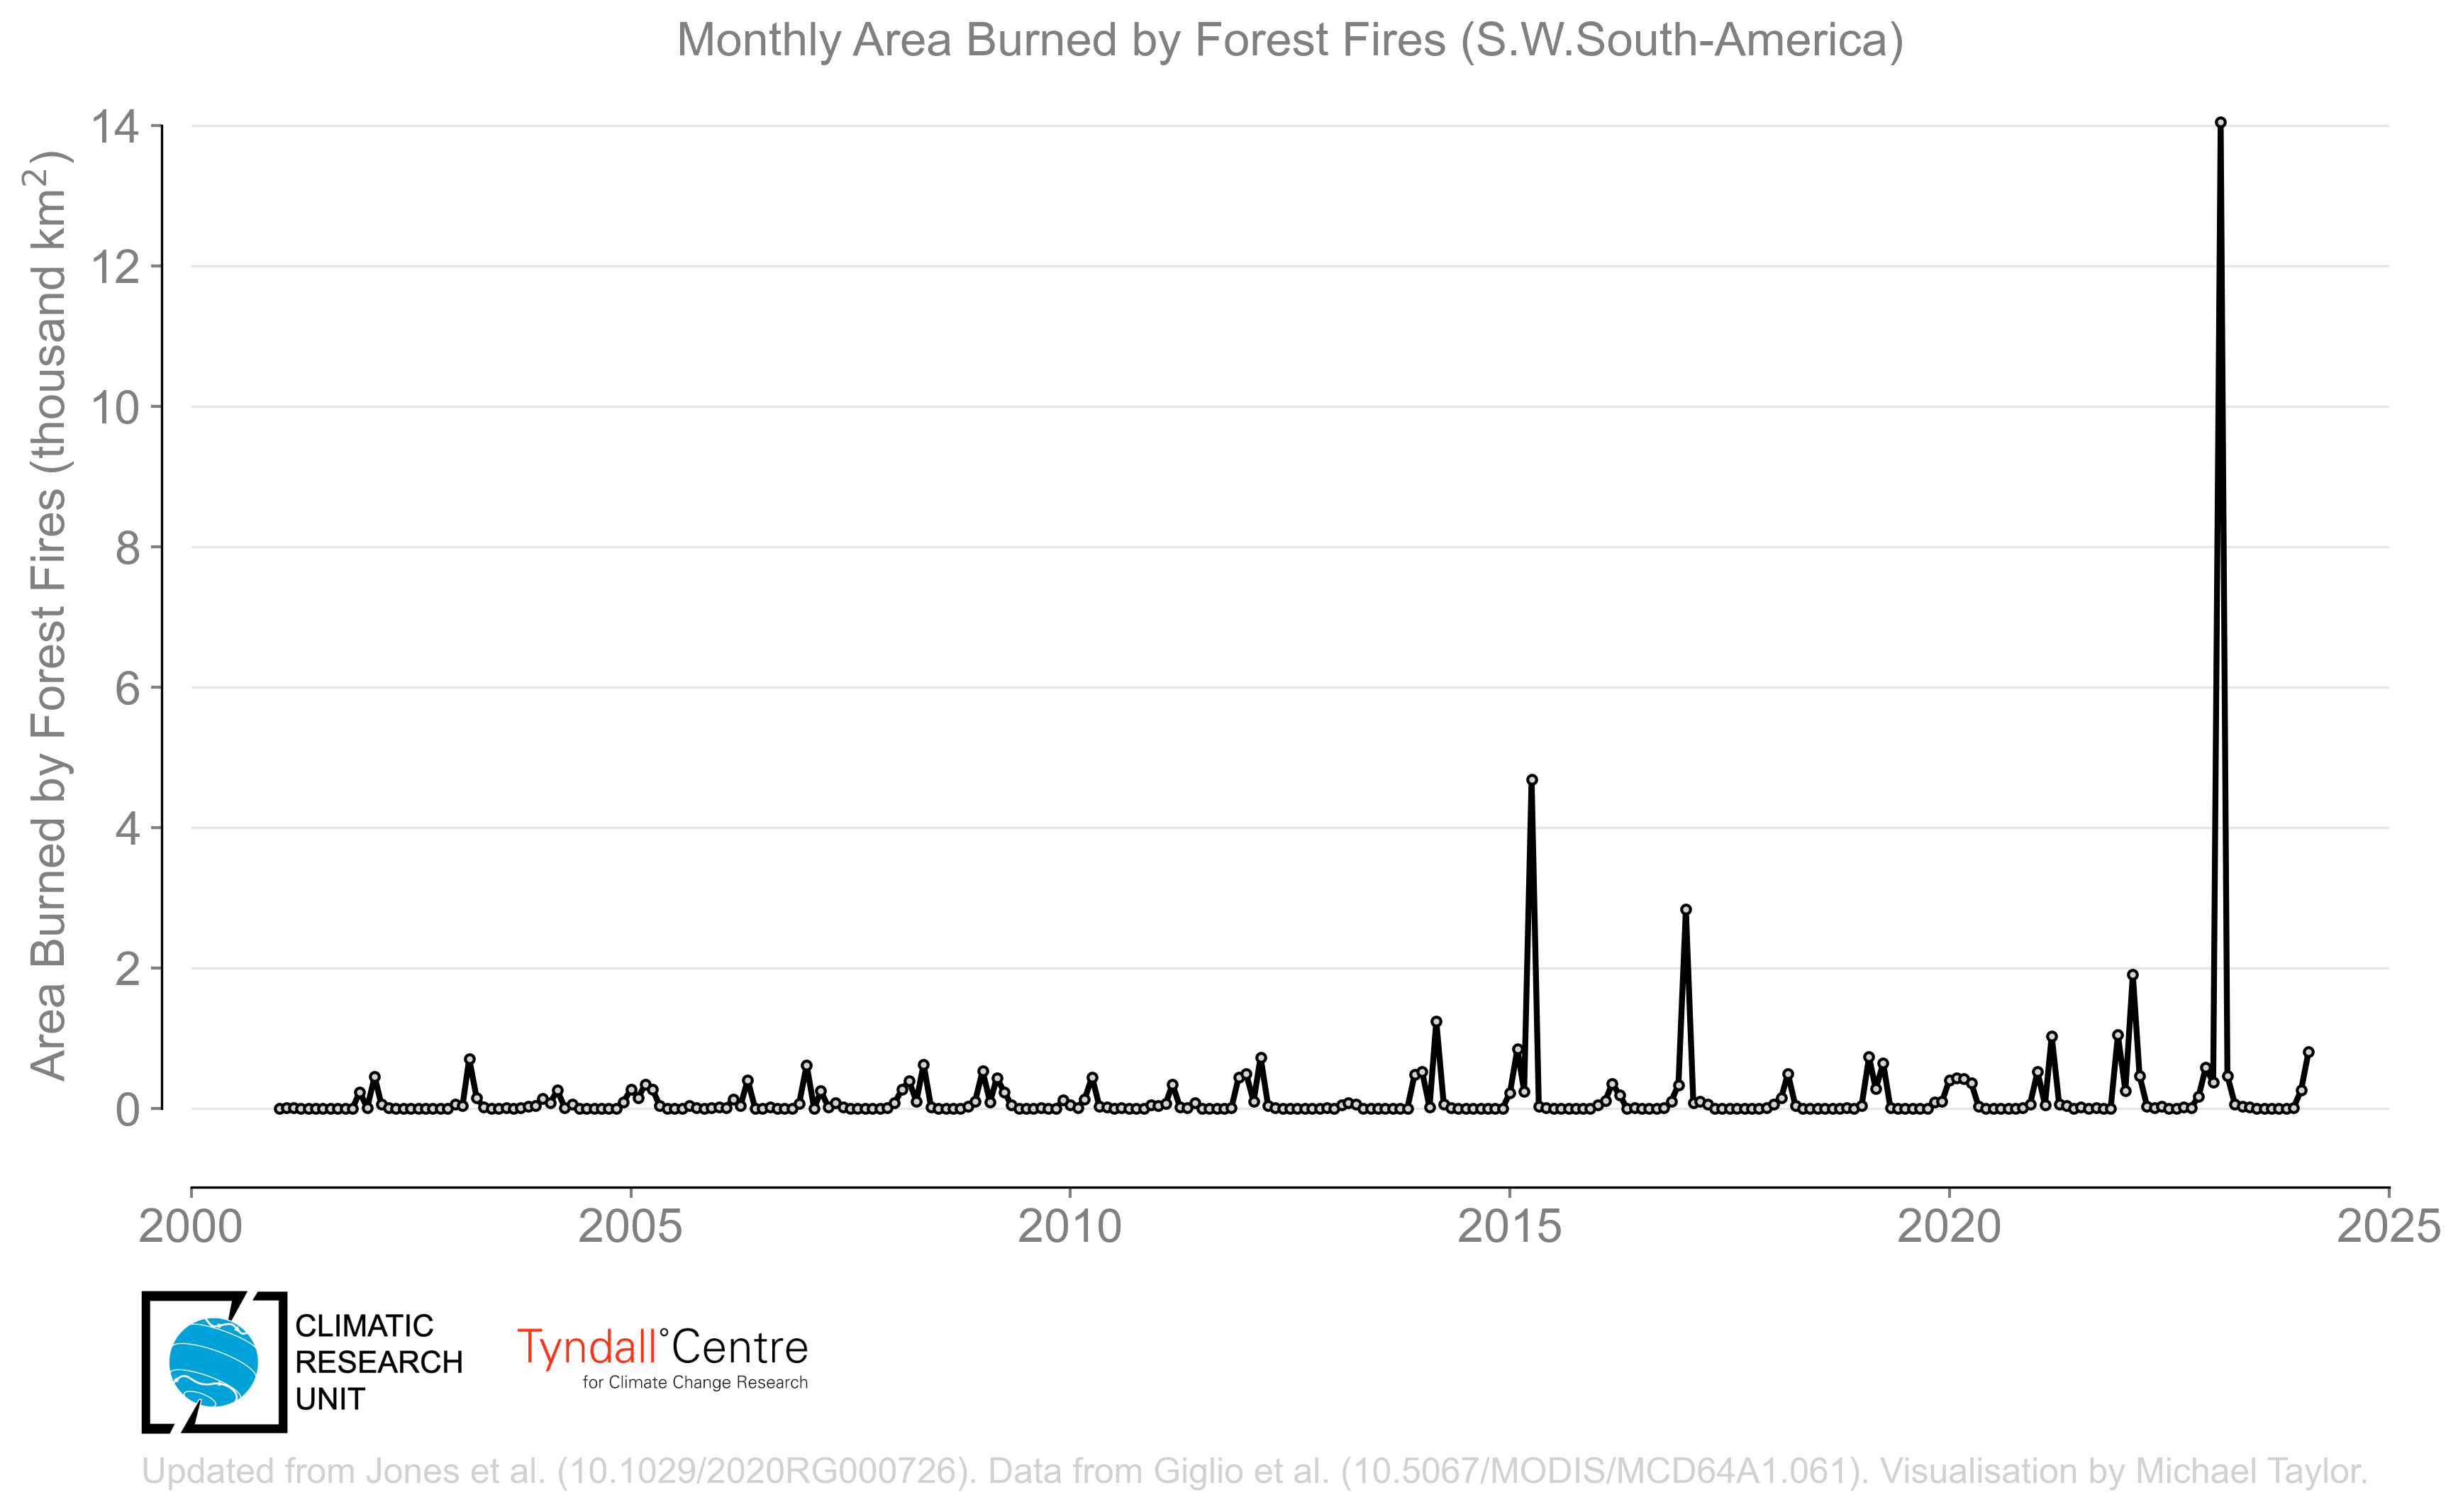 Monthly Area Burned by Forest Fires (S.W.South-America)
Area Burned by Forest Fires (thousand km²)
14
12
10
8
6
4
2
0
2000
2005
2010
2015
2020
2025
CLIMATIC
RESEARCH
UNIT
Tyndall°Centre
for Climate Change Research
Updated from Jones et al. (10.1029/2020RG000726). Data from Giglio et al. (10.5067/MODIS/MCD64A1.061). Visualisation by Michael Taylor.